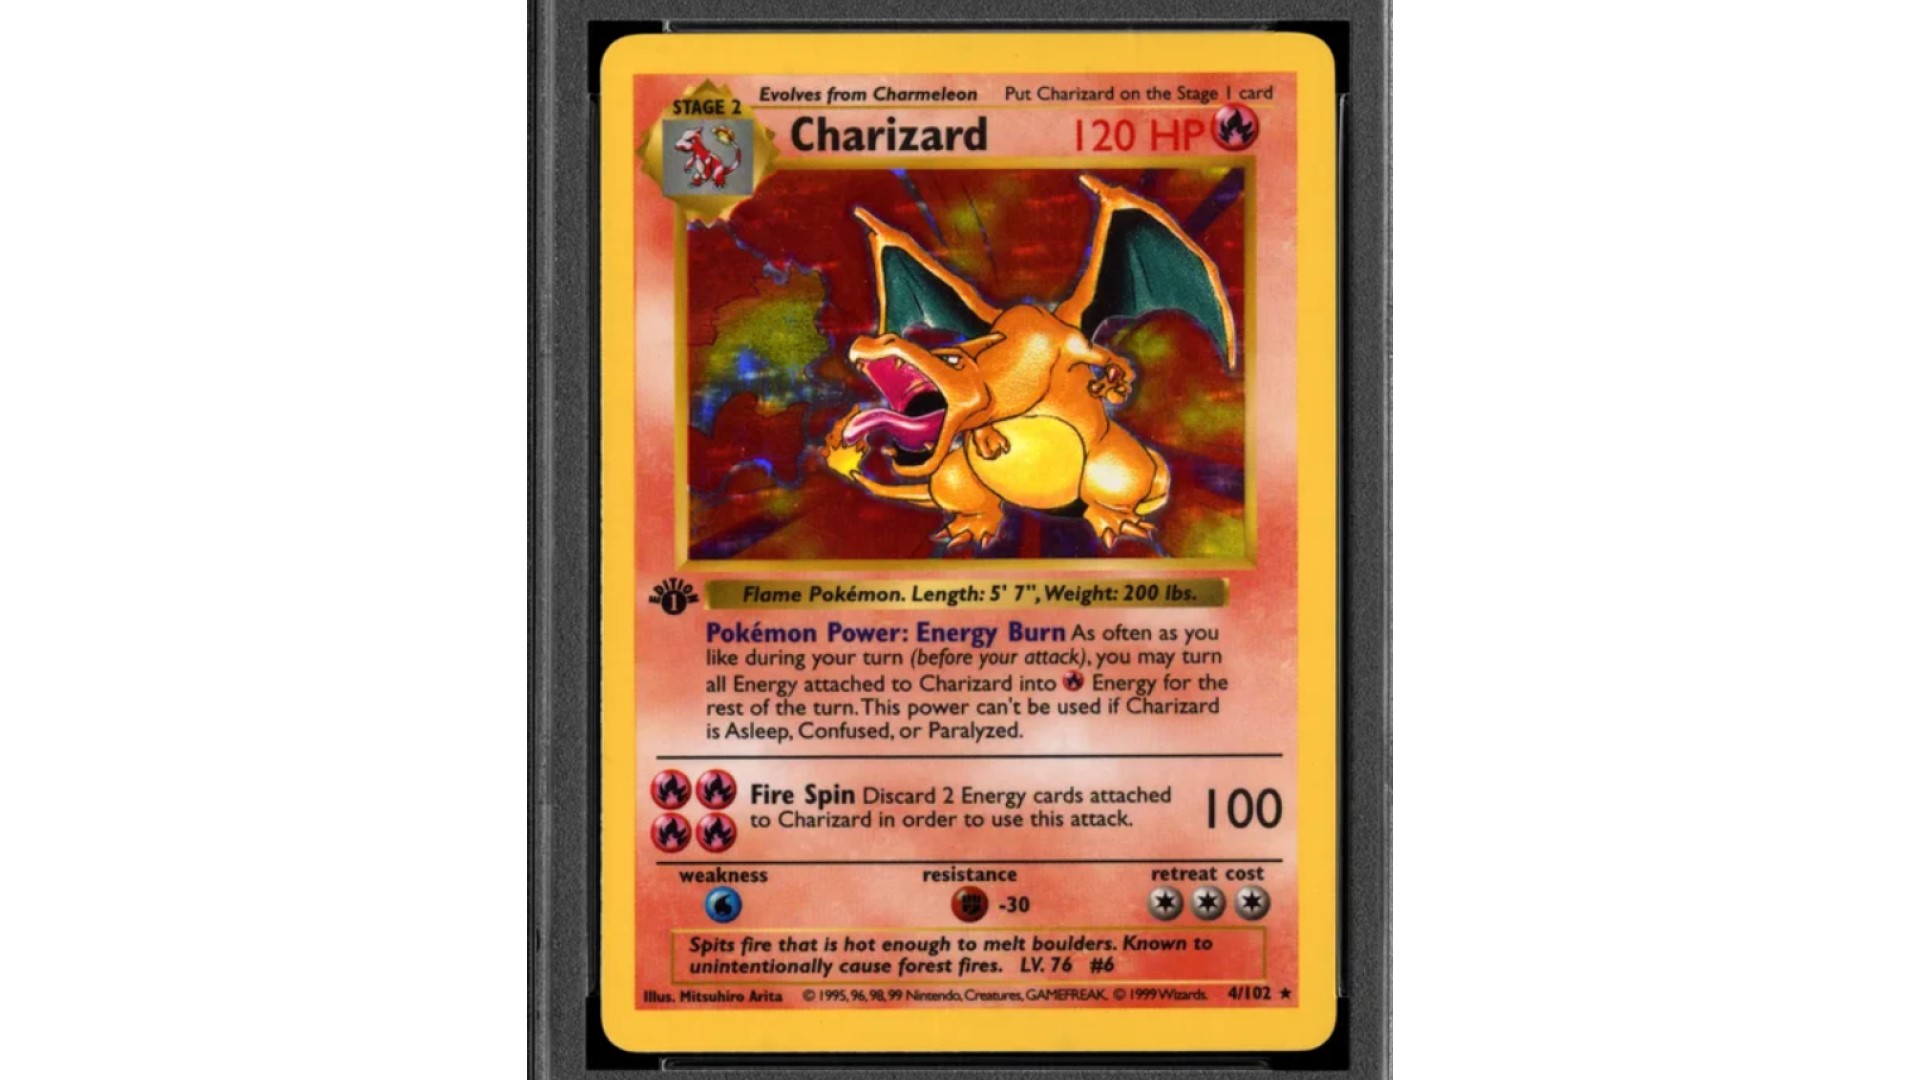 Evolves from Charmeleon Put Charizard on the Stage 1 card
STAGE 2
Charizard 120 HP
EDITION
1
Flame Pokémon. Length: 5' 7", Weight: 200 lbs.
Pokémon Power: Energy Burn As often as you
like during your turn (before your attack), you may turn
all Energy attached to Charizard into Energy for the
rest of the turn. This power can't be used if Charizard
is Asleep, Confused, or Paralyzed.
Fire Spin Discard 2 Energy cards attached
to Charizard in order to use this attack.
100
weakness resistance retreat cost
-30
Spits fire that is hot enough to melt boulders. Known to
unintentionally cause forest fires. LV. 76 #6
Illus. Mitsuhiro Arita © 1995, 96, 98, 99 Nintendo, Creatures, GAMEFREAK. © 1999 Wizards. 4/102 ★